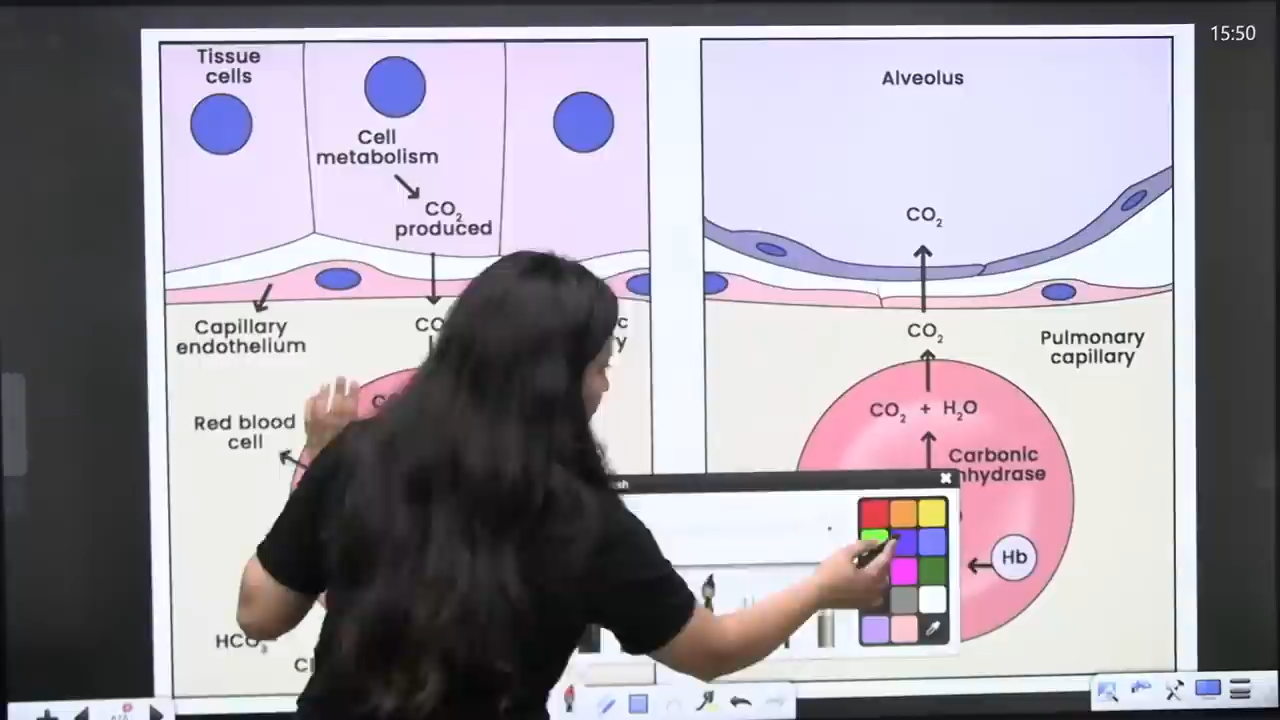 15:50
Tissue
cells
Cell
metabolism
CO₂
produced
Capillary
endothelium
Red blood
cell
HCO₃⁻
Alveolus
CO₂
CO₂
Pulmonary
capillary
CO₂ + H₂O
Carbonic
Hb